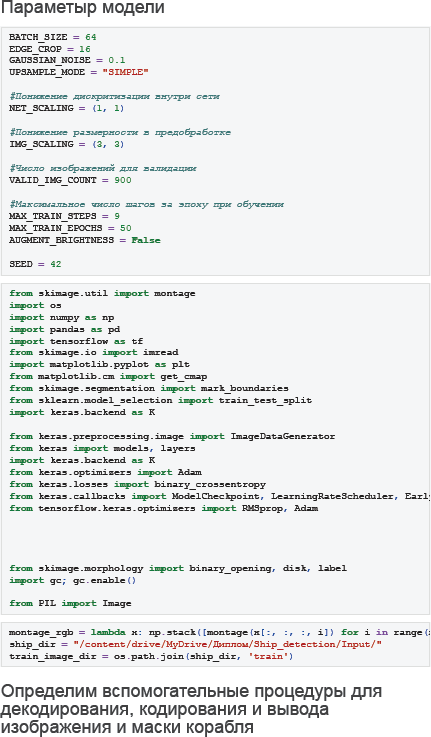 Параметыр модели
BATCH_SIZE = 64
EDGE_CROP = 16
GAUSSIAN_NOISE = 0.1
UPSAMPLE_MODE = "SIMPLE"
#Понижение дискритизации внутри сети
NET_SCALING = (1, 1)
#Понижение размерности в предобработке
IMG_SCALING = (3, 3)
#Число изображений для валидации
VALID_IMG_COUNT = 900
#Максимальное число шагов за эпоху при обучении
MAX_TRAIN_STEPS = 9
MAX_TRAIN_EPOCHS = 50
AUGMENT_BRIGHTNESS = False
SEED = 42
from skimage.util import montage
import os
import numpy as np
import pandas as pd
import tensorflow as tf
from skimage.io import imread
import matplotlib.pyplot as plt
from matplotlib.cm import get_cmap
from skimage.segmentation import mark_boundaries
from sklearn.model_selection import train_test_split
import keras.backend as K
from keras.preprocessing.image import ImageDataGenerator
from keras import models, layers
import keras.backend as K
from keras.optimizers import Adam
from keras.losses import binary_crossentropy
from keras.callbacks import ModelCheckpoint, LearningRateScheduler, Early
from tensorflow.keras.optimizers import RMSprop, Adam
from skimage.morphology import binary_opening, disk, label
import gc; gc.enable()
from PIL import Image
montage_rgb = lambda x: np.stack([montage(x[:, :, :, i]) for i in range(x
ship_dir = "/content/drive/MyDrive/Диплом/Ship_detection/Input/"
train_image_dir = os.path.join(ship_dir, 'train')
Определим вспомогательные процедуры для
декодирования, кодирования и вывода
изображения и маски корабля